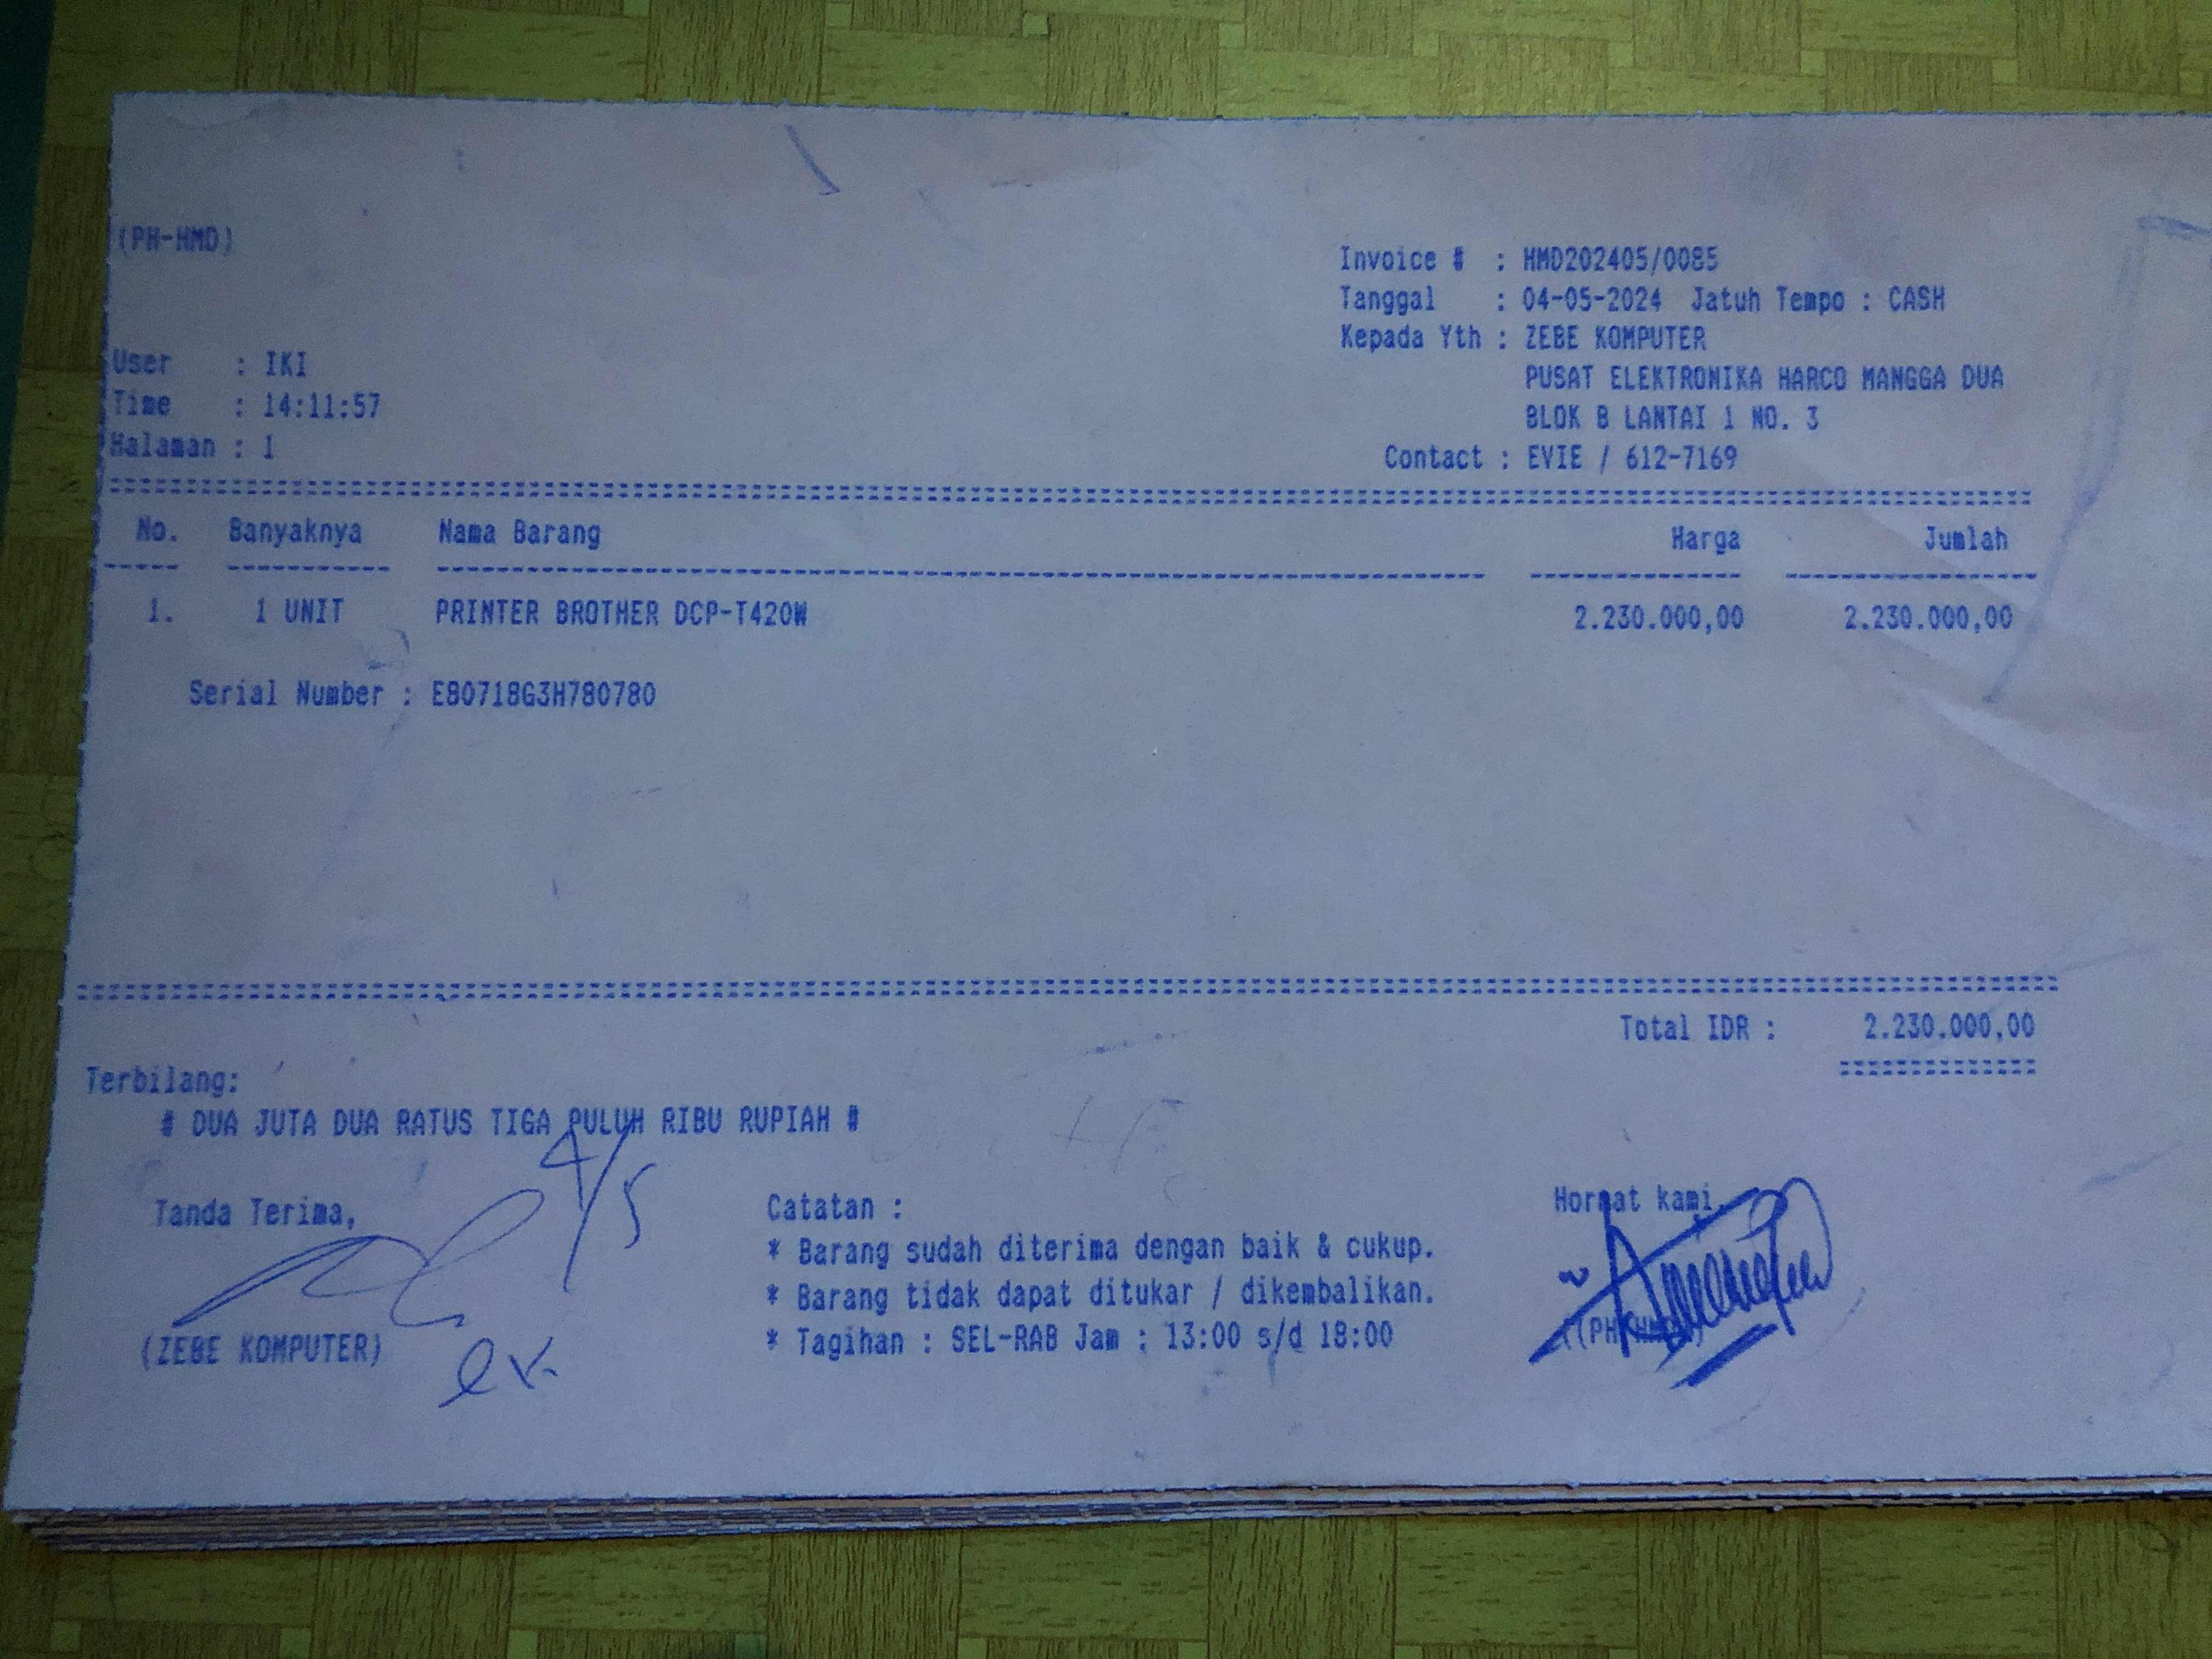 (PH-HMD)
Invoice # : HMD202405/0085
Tanggal : 04-05-2024 Jatuh Tempo : CASH
Kepada Yth : ZEBE KOMPUTER
PUSAT ELEKTRONIKA HARCO MANGGA DUA
BLOK B LANTAI 1 NO. 3
Contact : EVIE / 612-7169
User : IKI
Time : 14:11:57
Halaman : 1
No. Banyaknya Nama Barang Harga Jumlah
1. 1 UNIT PRINTER BROTHER DCP-T420W 2.230.000,00 2.230.000,00
Serial Number : E80718G3H780780
Total IDR : 2.230.000,00
Terbilang:
# DUA JUTA DUA RATUS TIGA PULUH RIBU RUPIAH #
4/5
Tanda Terima,
(ZEBE KOMPUTER)
Catatan :
* Barang sudah diterima dengan baik & cukup.
* Barang tidak dapat ditukar / dikembalikan.
* Tagihan : SEL-RAB Jam : 13:00 s/d 18:00
Hormat kami,